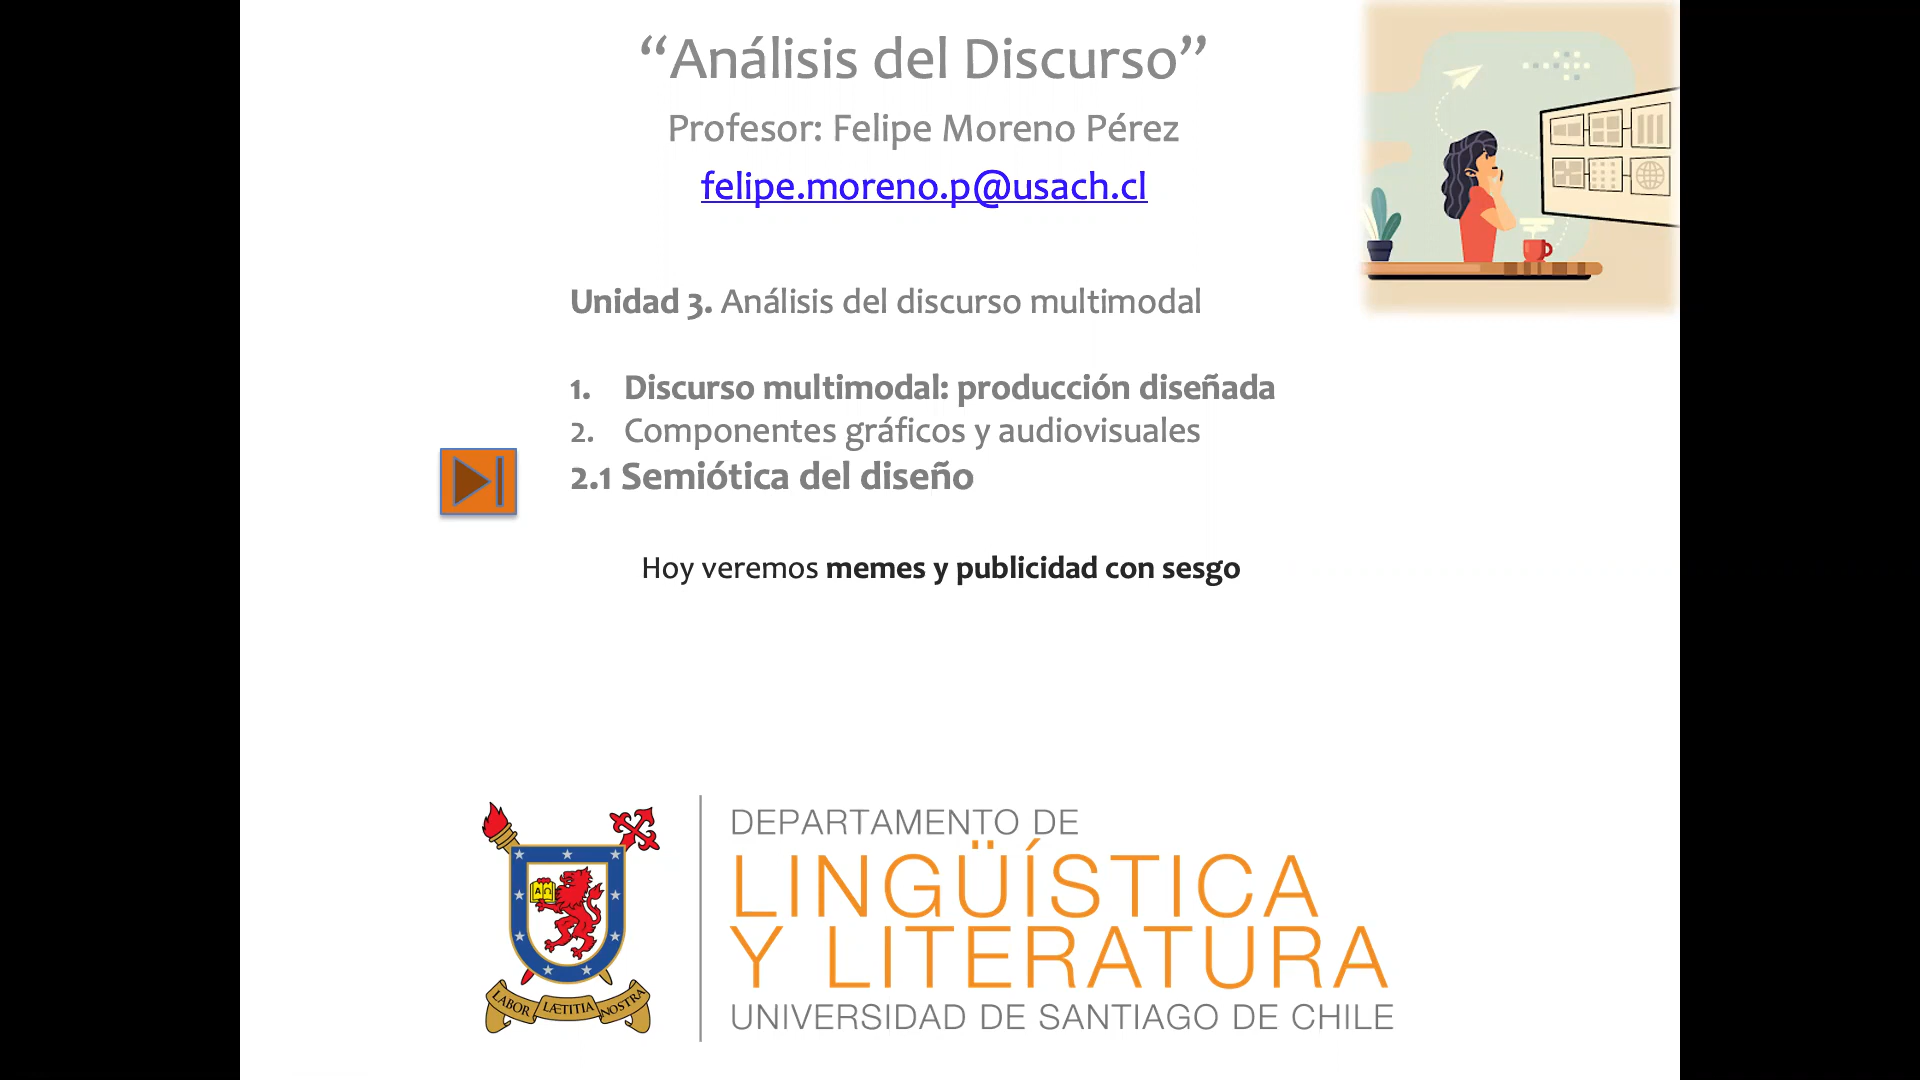 “Análisis del Discurso”
Profesor: Felipe Moreno Pérez
felipe.moreno.p@usach.cl
Unidad 3. Análisis del discurso multimodal
1. Discurso multimodal: producción diseñada
2. Componentes gráficos y audiovisuales
2.1 Semiótica del diseño
Hoy veremos memes y publicidad con sesgo
A Ω
LABOR LÆTITIA NOSTRA
DEPARTAMENTO DE
LINGÜÍSTICA
Y LITERATURA
UNIVERSIDAD DE SANTIAGO DE CHILE